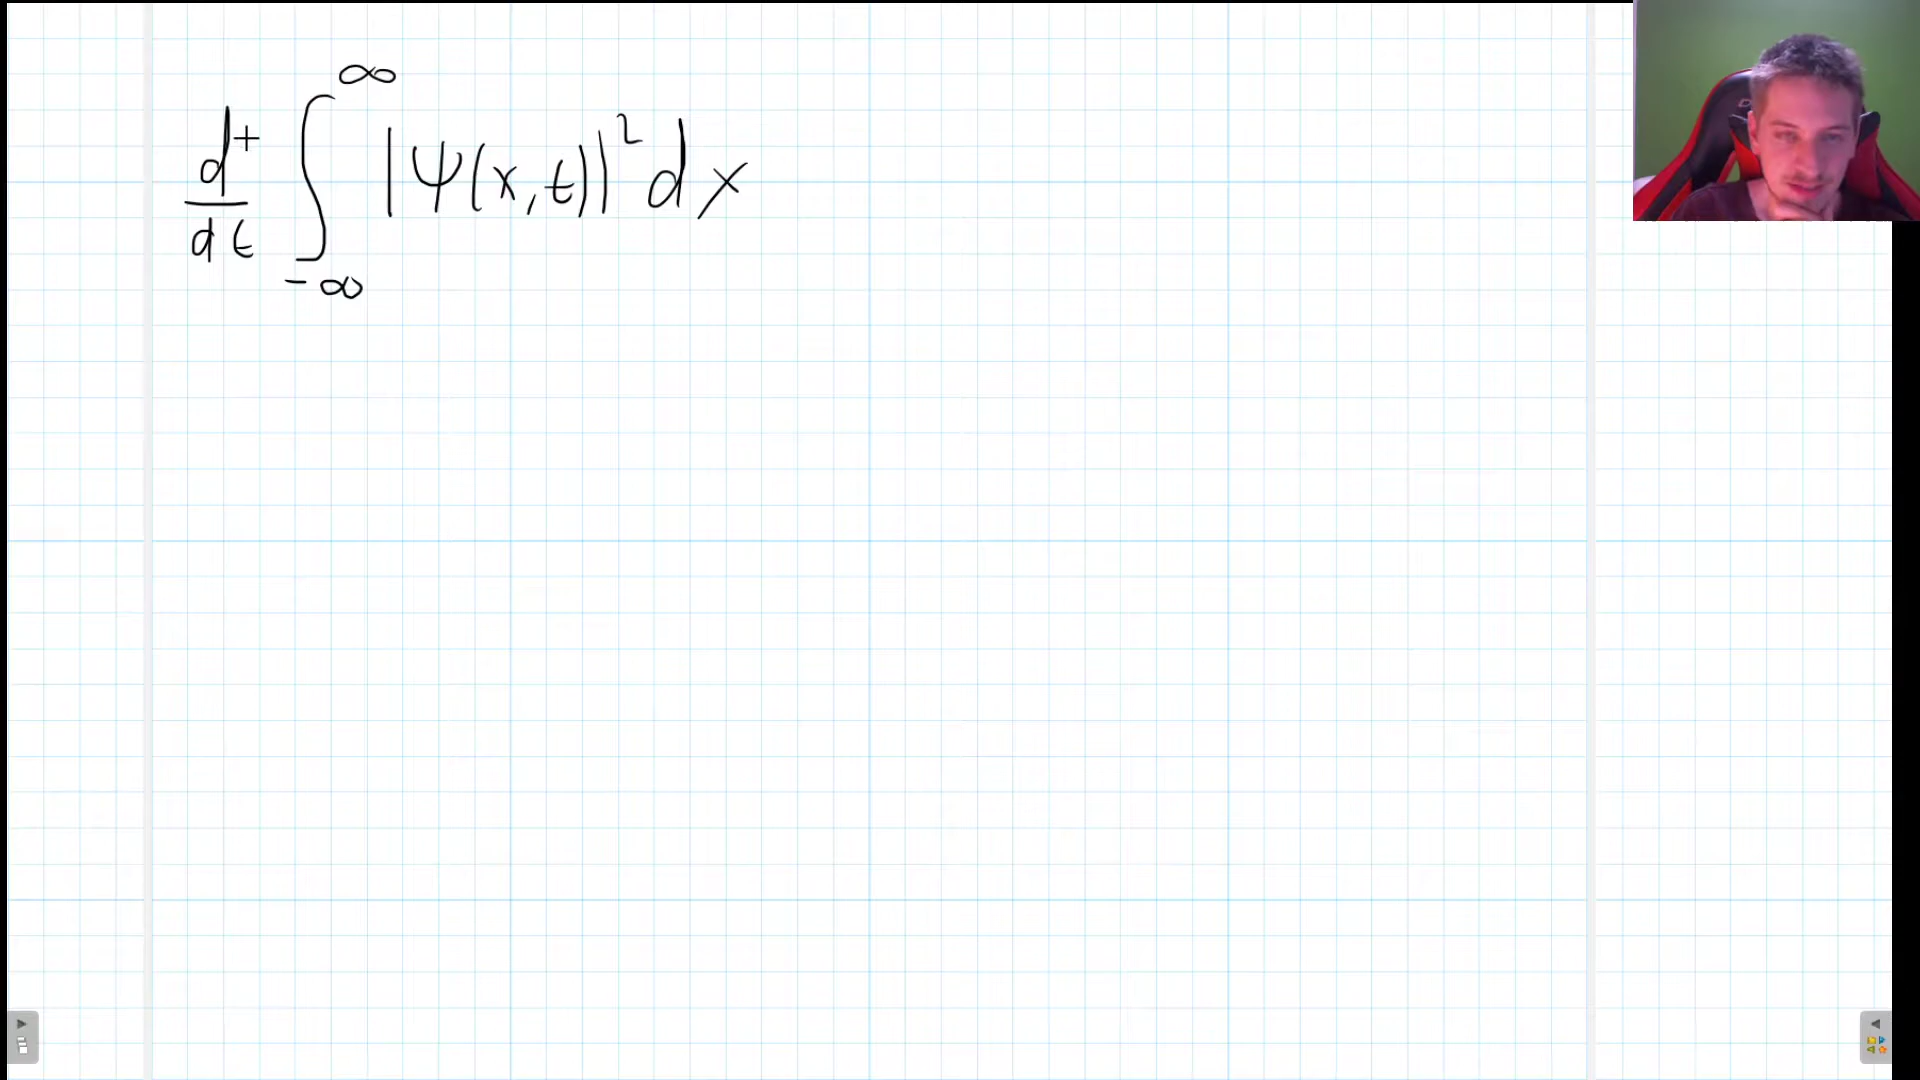 d/dt ∫_{-∞}^{∞} |Ψ(x,t)|² dx